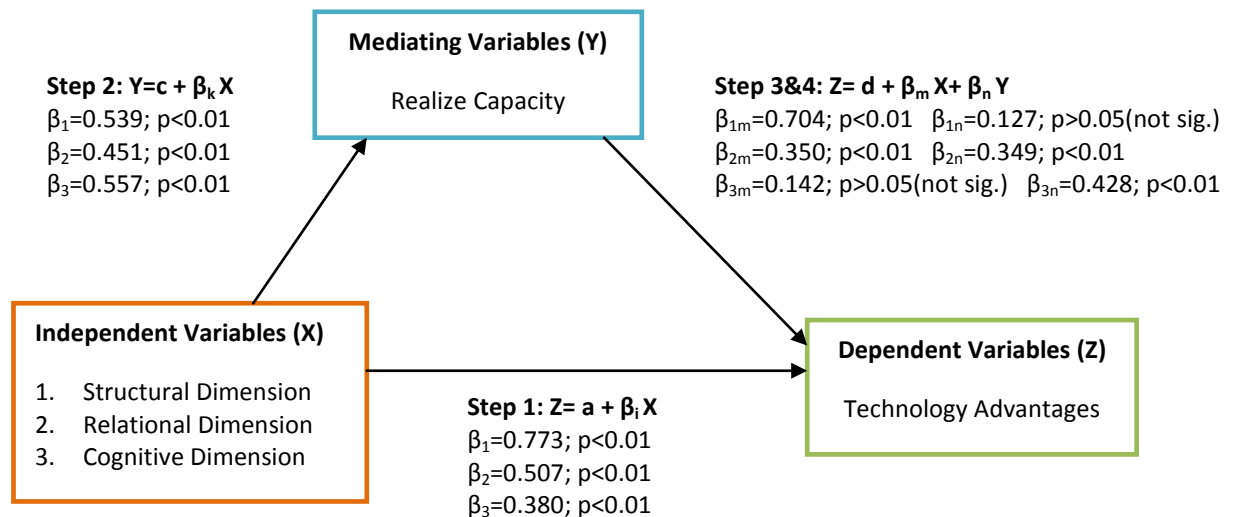 Mediating Variables (Y)
Realize Capacity
Step 2: Y=c + βk X
β1=0.539; p<0.01
β2=0.451; p<0.01
β3=0.557; p<0.01
Step 3&4: Z= d + βm X+ βn Y
β1m=0.704; p<0.01 β1n=0.127; p>0.05(not sig.)
β2m=0.350; p<0.01 β2n=0.349; p<0.01
β3m=0.142; p>0.05(not sig.) β3n=0.428; p<0.01
Independent Variables (X)
1. Structural Dimension
2. Relational Dimension
3. Cognitive Dimension
Step 1: Z= a + βi X
β1=0.773; p<0.01
β2=0.507; p<0.01
β3=0.380; p<0.01
Dependent Variables (Z)
Technology Advantages